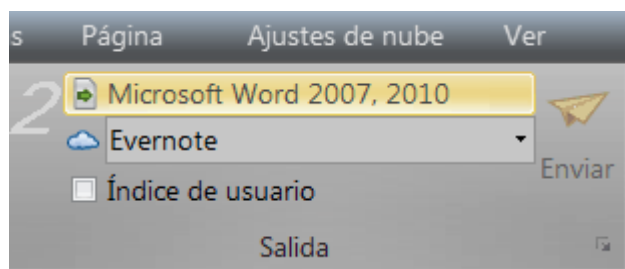 s Página Ajustes de nube Ver
2 Microsoft Word 2007, 2010
Evernote
Enviar
Índice de usuario
Salida